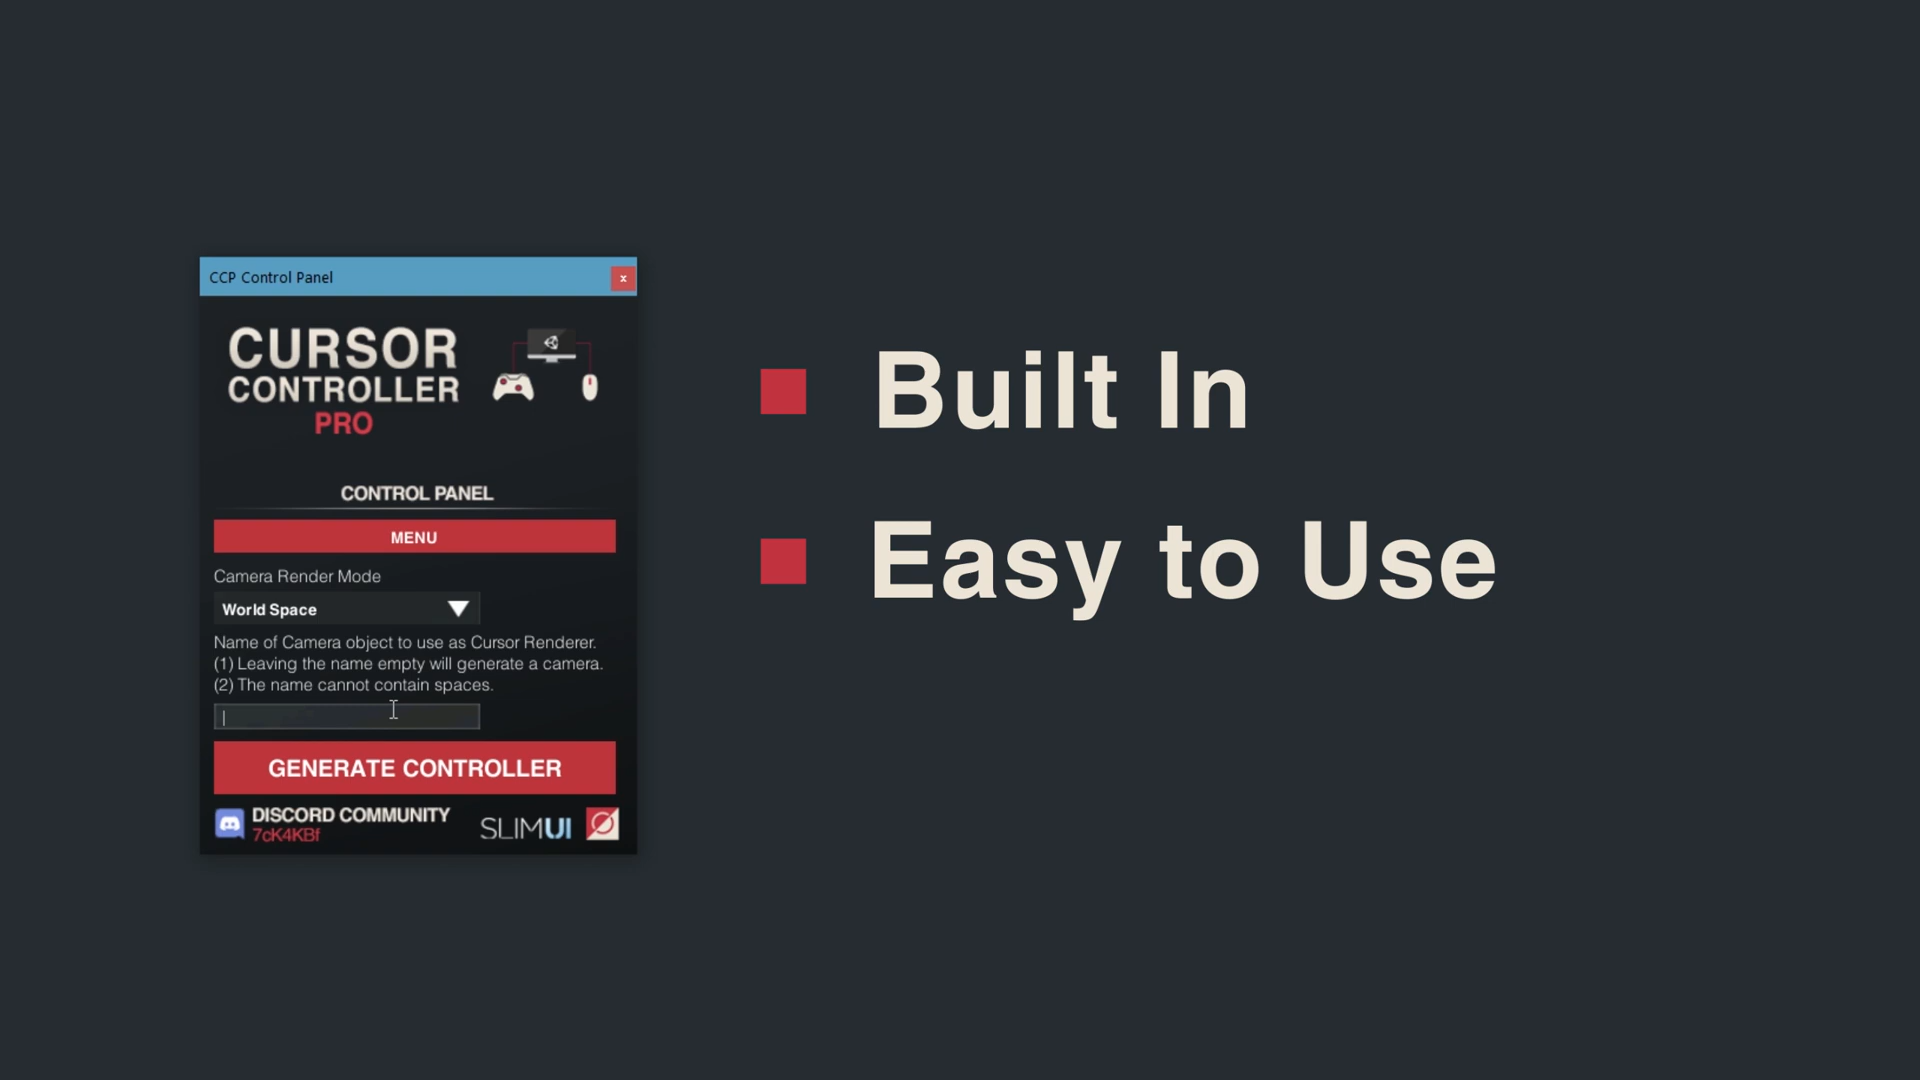 CCP Control Panel
x
CURSOR
CONTROLLER
PRO
CONTROL PANEL
MENU
Camera Render Mode
World Space
Name of Camera object to use as Cursor Renderer.
(1) Leaving the name empty will generate a camera.
(2) The name cannot contain spaces.
GENERATE CONTROLLER
DISCORD COMMUNITY
7cK4KBf
SLIMUI
Built In
Easy to Use